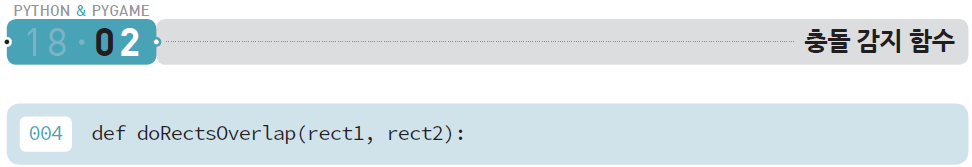 PYTHON & PYGAME
18·02 충돌 감지 함수
004 def doRectsOverlap(rect1, rect2):